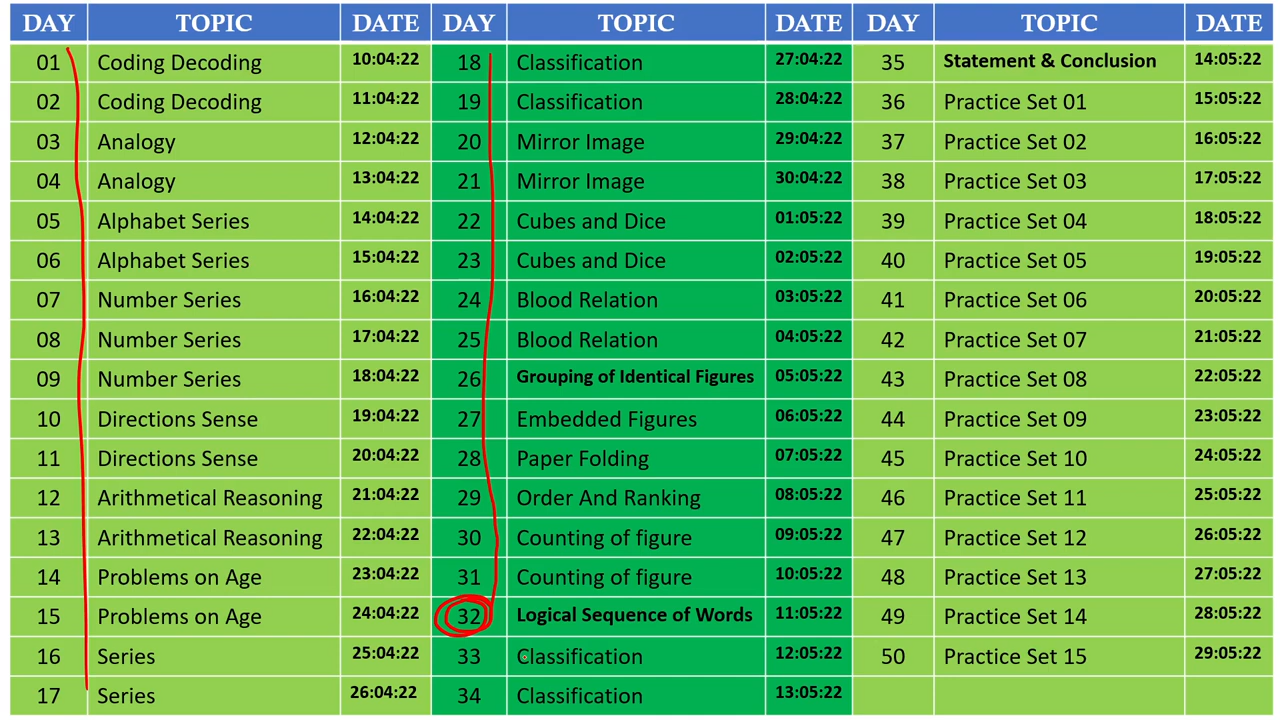 DAY TOPIC DATE DAY TOPIC DATE DAY TOPIC DATE
01 Coding Decoding 10:04:22 18 Classification 27:04:22 35 Statement & Conclusion 14:05:22
02 Coding Decoding 11:04:22 19 Classification 28:04:22 36 Practice Set 01 15:05:22
03 Analogy 12:04:22 20 Mirror Image 29:04:22 37 Practice Set 02 16:05:22
04 Analogy 13:04:22 21 Mirror Image 30:04:22 38 Practice Set 03 17:05:22
05 Alphabet Series 14:04:22 22 Cubes and Dice 01:05:22 39 Practice Set 04 18:05:22
06 Alphabet Series 15:04:22 23 Cubes and Dice 02:05:22 40 Practice Set 05 19:05:22
07 Number Series 16:04:22 24 Blood Relation 03:05:22 41 Practice Set 06 20:05:22
08 Number Series 17:04:22 25 Blood Relation 04:05:22 42 Practice Set 07 21:05:22
09 Number Series 18:04:22 26 Grouping of Identical Figures 05:05:22 43 Practice Set 08 22:05:22
10 Directions Sense 19:04:22 27 Embedded Figures 06:05:22 44 Practice Set 09 23:05:22
11 Directions Sense 20:04:22 28 Paper Folding 07:05:22 45 Practice Set 10 24:05:22
12 Arithmetical Reasoning 21:04:22 29 Order And Ranking 08:05:22 46 Practice Set 11 25:05:22
13 Arithmetical Reasoning 22:04:22 30 Counting of figure 09:05:22 47 Practice Set 12 26:05:22
14 Problems on Age 23:04:22 31 Counting of figure 10:05:22 48 Practice Set 13 27:05:22
15 Problems on Age 24:04:22 32 Logical Sequence of Words 11:05:22 49 Practice Set 14 28:05:22
16 Series 25:04:22 33 Classification 12:05:22 50 Practice Set 15 29:05:22
17 Series 26:04:22 34 Classification 13:05:22